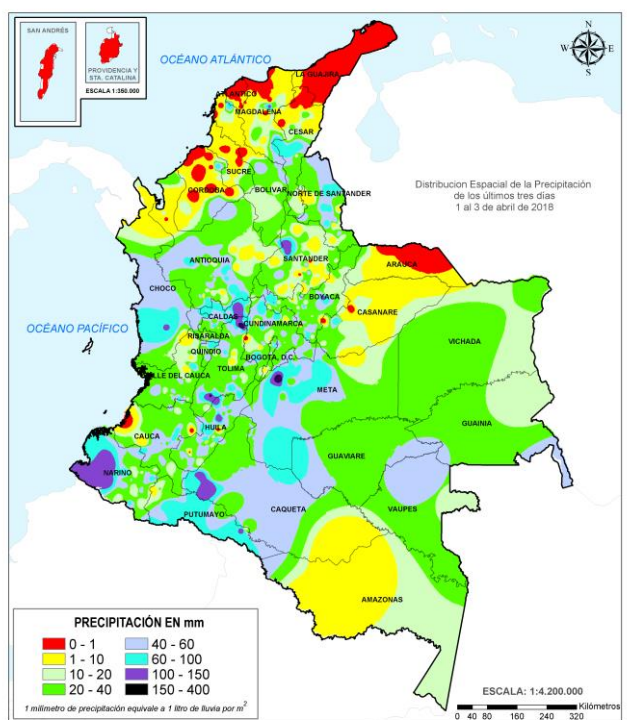 SAN ANDRÉS
PROVIDENCIA Y
STA. CATALINA
ESCALA 1:350.000
OCÉANO ATLÁNTICO
N
W
E
S
LA GUAJIRA
ATLANTICO
MAGDALENA
CESAR
SUCRE
CORDOBA
BOLIVAR
NORTE DE SANTANDER
Distribucion Espacial de la Precipitación
de los últimos tres días
1 al 3 de abril de 2018
ANTIOQUIA
SANTANDER
ARAUCA
CHOCO
BOYACA
CASANARE
OCÉANO PACÍFICO
CALDAS
CUNDINAMARCA
RISARALDA
VICHADA
QUINDIO
BOGOTA, D.C.
VALLE DEL CAUCA
TOLIMA
META
GUAINIA
CAUCA
HUILA
GUAVIARE
NARIÑO
CAQUETA
VAUPES
PUTUMAYO
AMAZONAS
PRECIPITACIÓN EN mm
0 - 1
40 - 60
1 - 10
60 - 100
10 - 20
100 - 150
20 - 40
150 - 400
1 milimetro de precipitación equivale a 1 litro de lluvia por m²
ESCALA: 1:4.200.000
Kilómetros
0 40 80 160 240 320